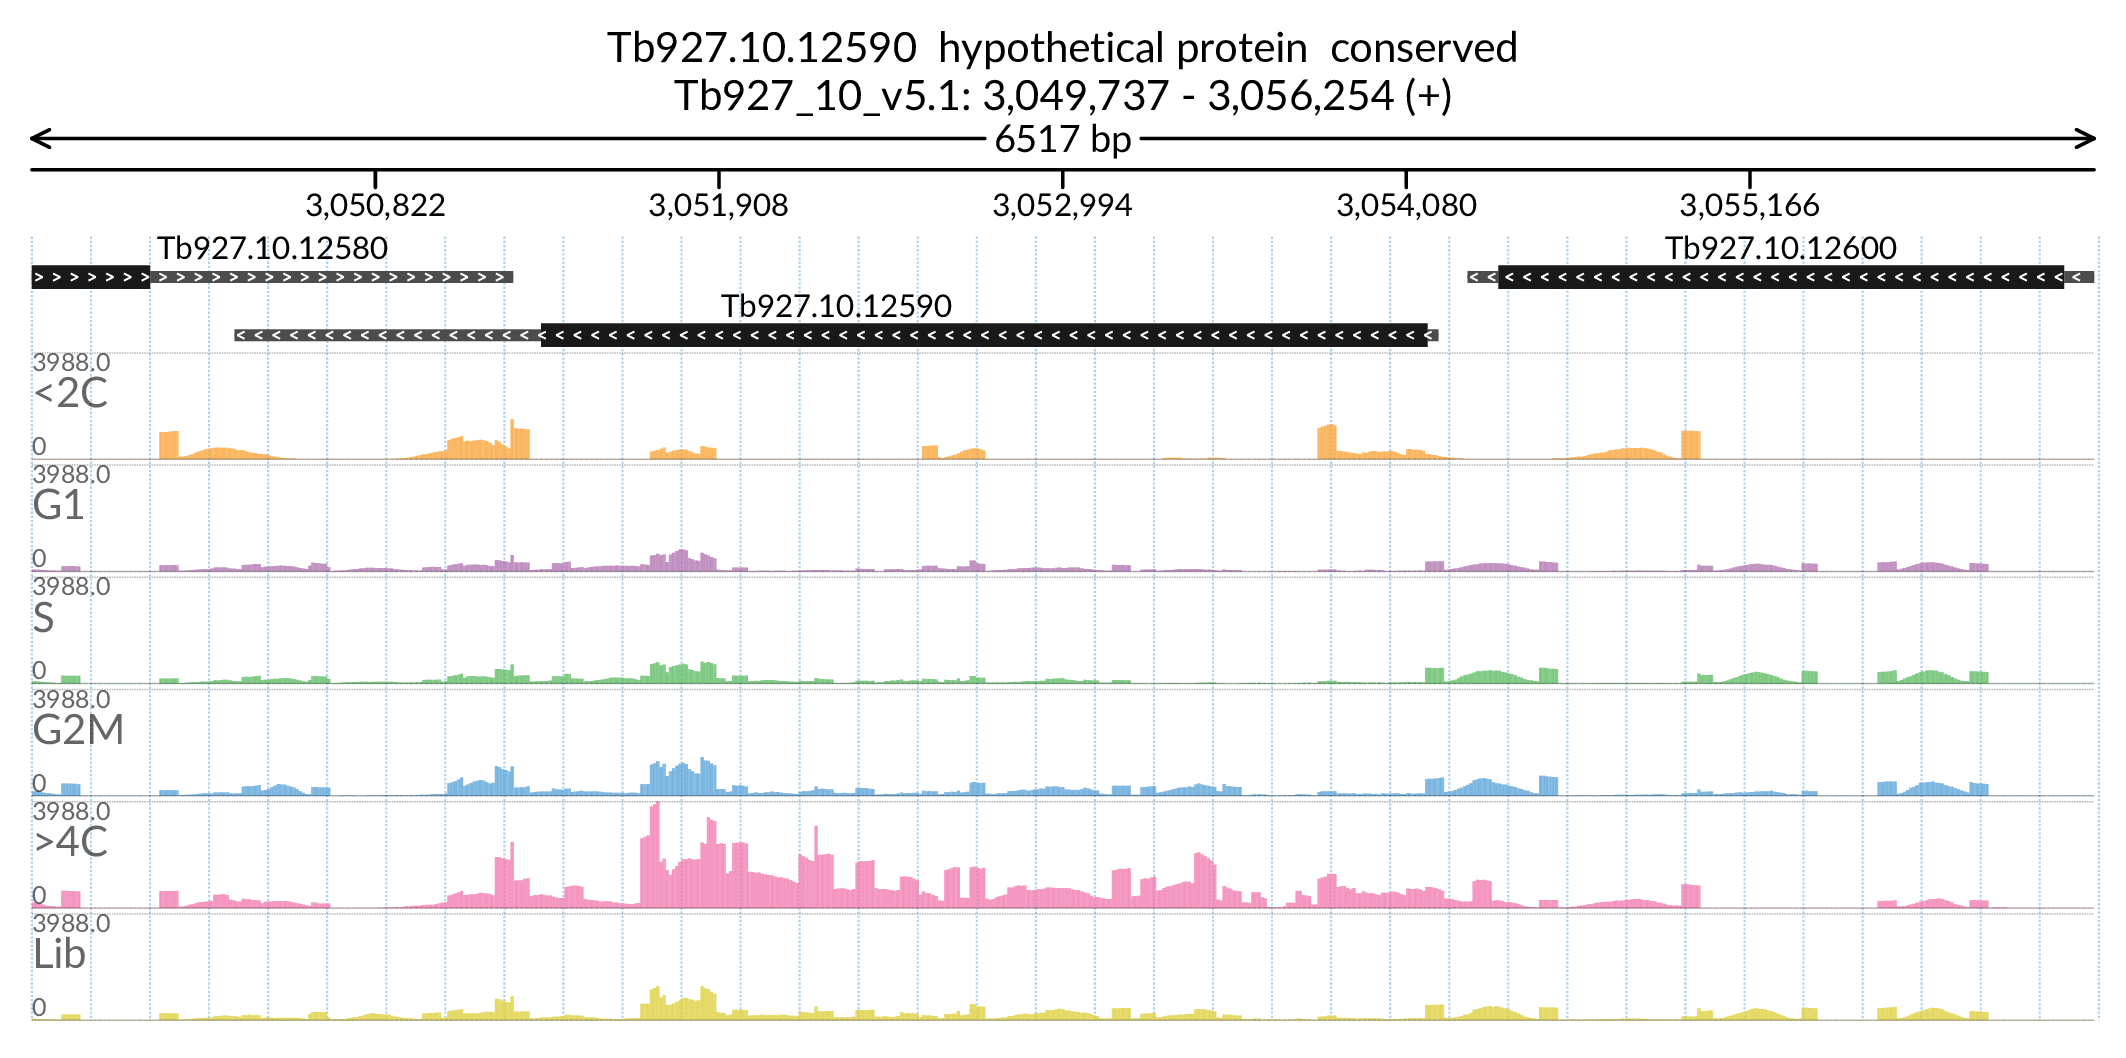 Tb927.10.12590  hypothetical protein  conserved
Tb927_10_v5.1: 3,049,737 - 3,056,254 (+)
6517 bp
3,050,822 3,051,908 3,052,994 3,054,080 3,055,166
Tb927.10.12580 Tb927.10.12600
Tb927.10.12590
3988.0
<2C
0
3988.0
G1
0
3988.0
S
0
3988.0
G2M
0
3988.0
>4C
0
3988.0
Lib
0